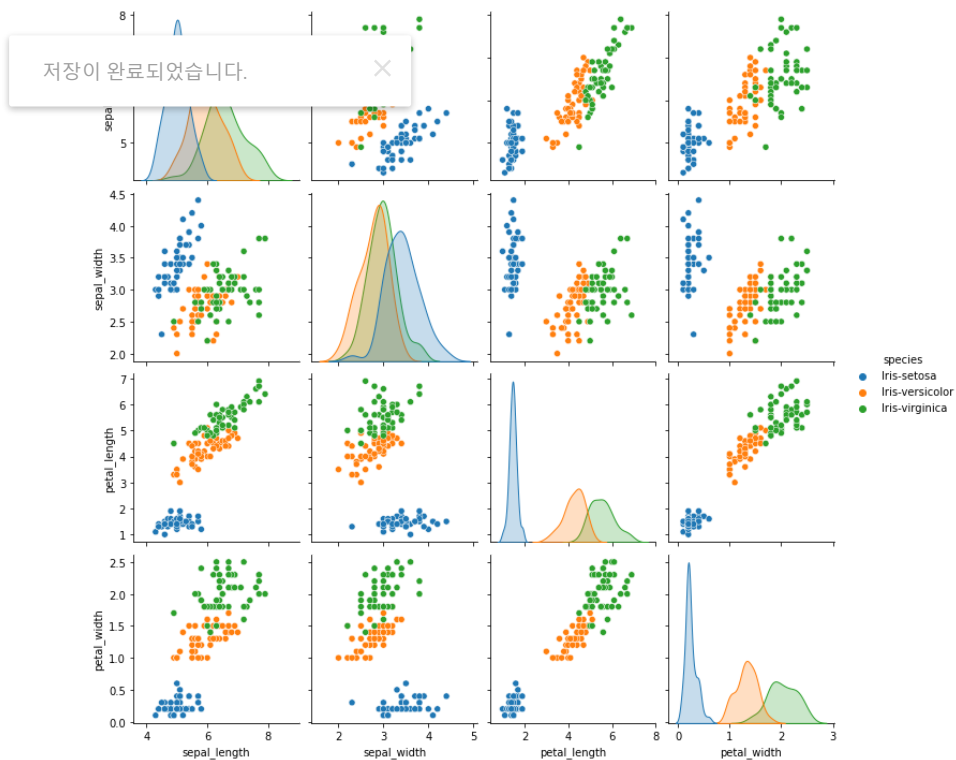 8
저장이 완료되었습니다.
5
4.5
4.0
3.5
3.0
2.5
2.0
sepal_width
species
Iris-setosa
Iris-versicolor
Iris-virginica
7
6
5
4
3
2
1
petal_length
2.5
2.0
1.5
1.0
0.5
0.0
petal_width
4 6 8 2 3 4 5 2 4 6 8 0 1 2 3
sepal_length sepal_width petal_length petal_width